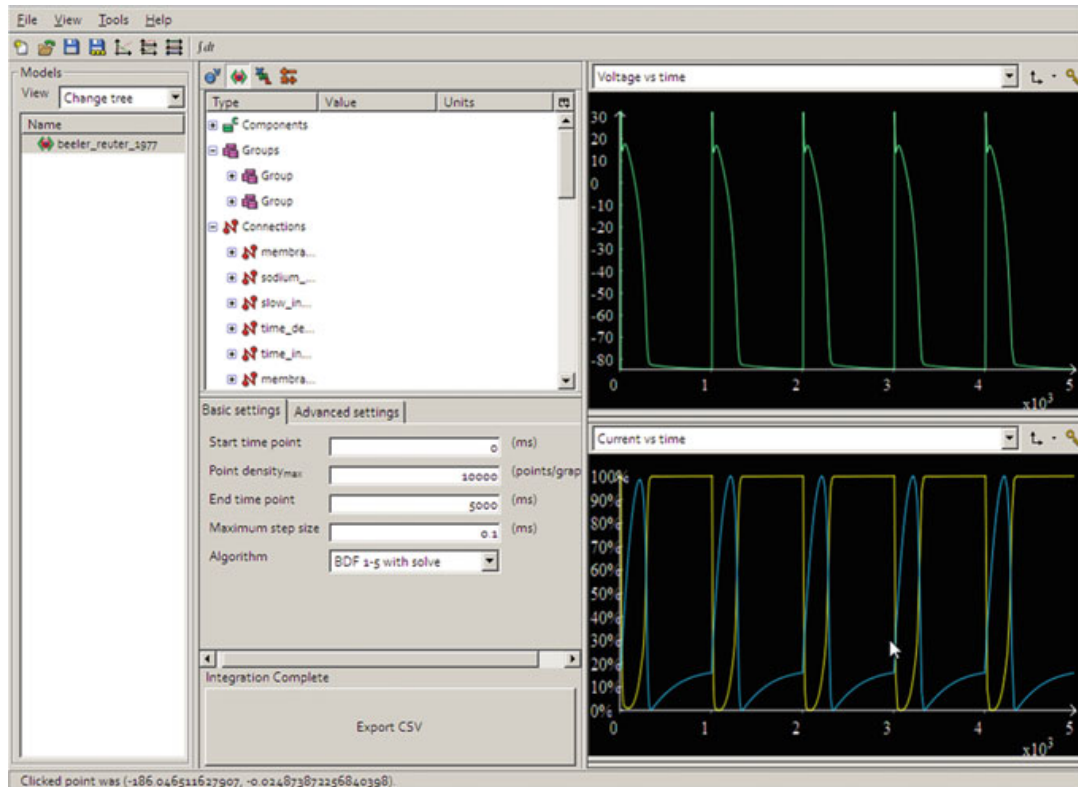 File View Tools Help
∫dt
Models
View Change tree
Name
beeler_reuter_1977
Type Value Units
Components
Groups
Group
Group
Connections
membra...
sodium_...
slow_in...
time_de...
time_in...
membra...
Basic settings Advanced settings
Start time point 0 (ms)
Point densitymax 10000 (points/grap
End time point 5000 (ms)
Maximum step size 0.1 (ms)
Algorithm BDF 1-5 with solve
Integration Complete
Export CSV
Voltage vs time
30
20
10
0
-10
-20
-30
-40
-50
-60
-70
-80
0 1 2 3 4 5
x10³
Current vs time
100%
90%
80%
70%
60%
50%
40%
30%
20%
10%
0%
0 1 2 3 4 5
x10³
Clicked point was (-186.046511627907, -0.024873872256840398).